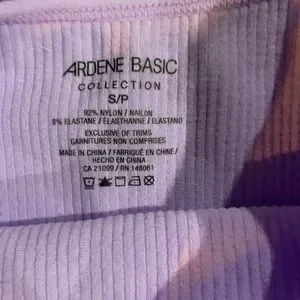 ARDENE BASIC
COLLECTION
S/P
92% NYLON / NAILON
8% ELASTANE / ÉLASTHANNE / ELASTANO
EXCLUSIVE OF TRIMS
GARNITURES NON COMPRISES
MADE IN CHINA / FABRIQUÉ EN CHINE /
HECHO EN CHINA
CA 21099 / RN 148061